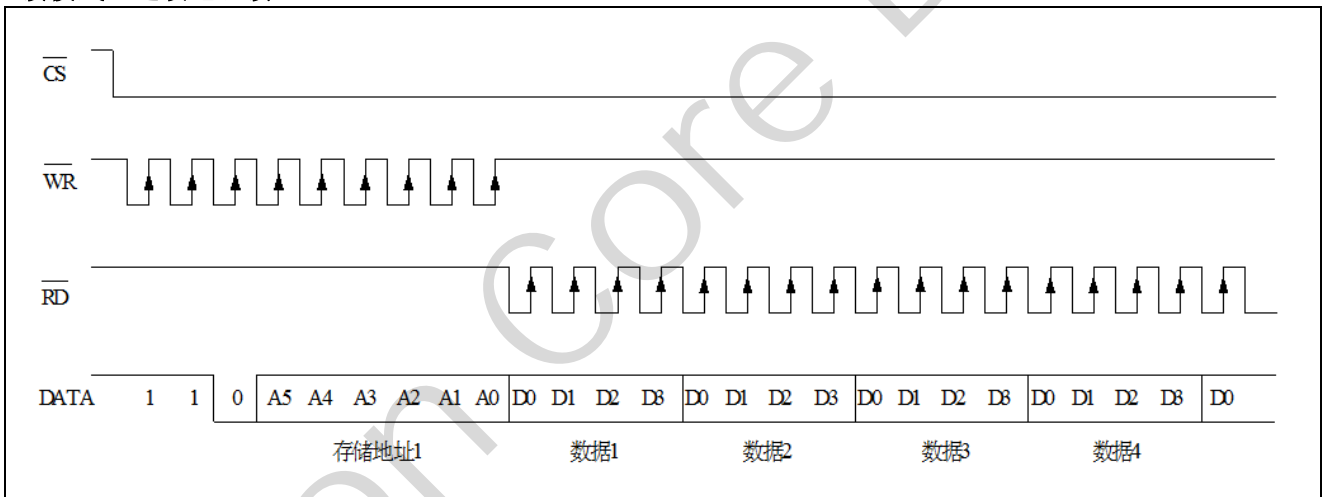 CS
WR
RD
DATA 1 1 0 A5 A4 A3 A2 A1 A0 D0 D1 D2 D3 D0 D1 D2 D3 D0 D1 D2 D3 D0 D1 D2 D3 D0
存储地址1 数据1 数据2 数据3 数据4
on Core